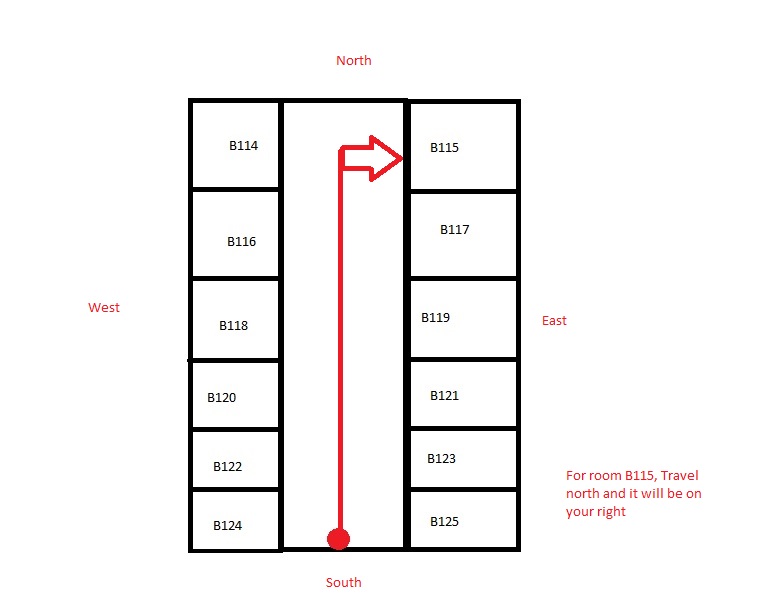 North
B114
B115
B116
B117
West
B118
B119
East
B120
B121
B122
B123
For room B115, Travel
north and it will be on
your right
B124
B125
South